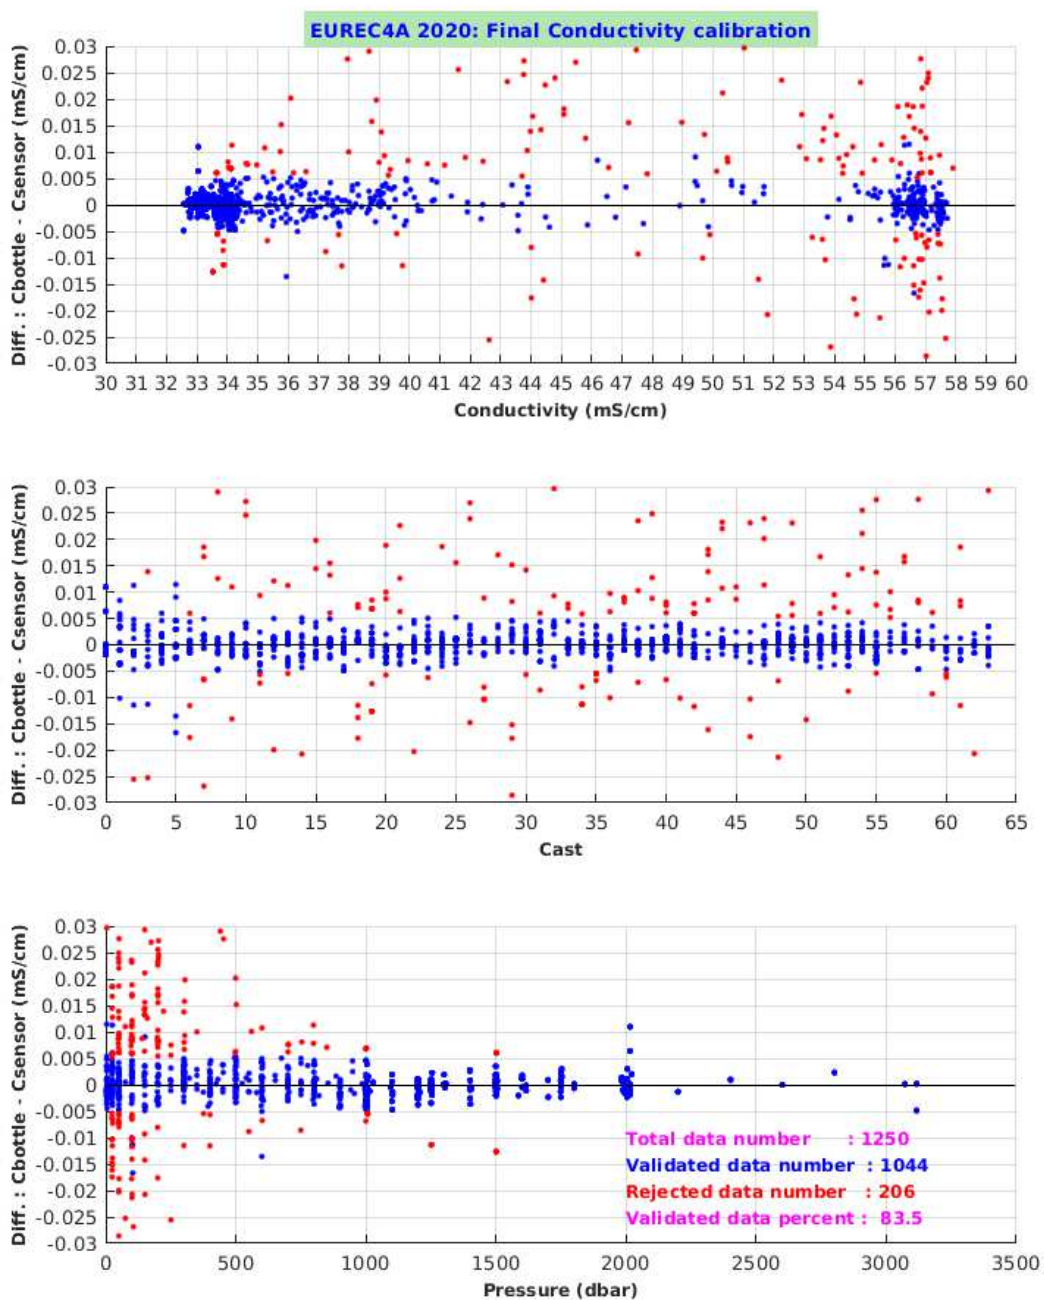 EUREC4A 2020: Final Conductivity calibration
Diff. : Cbottle - Csensor (mS/cm)
0.03
0.025
0.02
0.015
0.01
0.005
0
-0.005
-0.01
-0.015
-0.02
-0.025
-0.03
30 31 32 33 34 35 36 37 38 39 40 41 42 43 44 45 46 47 48 49 50 51 52 53 54 55 56 57 58 59 60
Conductivity (mS/cm)
Diff. : Cbottle - Csensor (mS/cm)
0.03
0.025
0.02
0.015
0.01
0.005
0
-0.005
-0.01
-0.015
-0.02
-0.025
-0.03
0 5 10 15 20 25 30 35 40 45 50 55 60 65
Cast
Diff. : Cbottle - Csensor (mS/cm)
0.03
0.025
0.02
0.015
0.01
0.005
0
-0.005
-0.01
-0.015
-0.02
-0.025
-0.03
Total data number : 1250
Validated data number : 1044
Rejected data number : 206
Validated data percent : 83.5
0 500 1000 1500 2000 2500 3000 3500
Pressure (dbar)